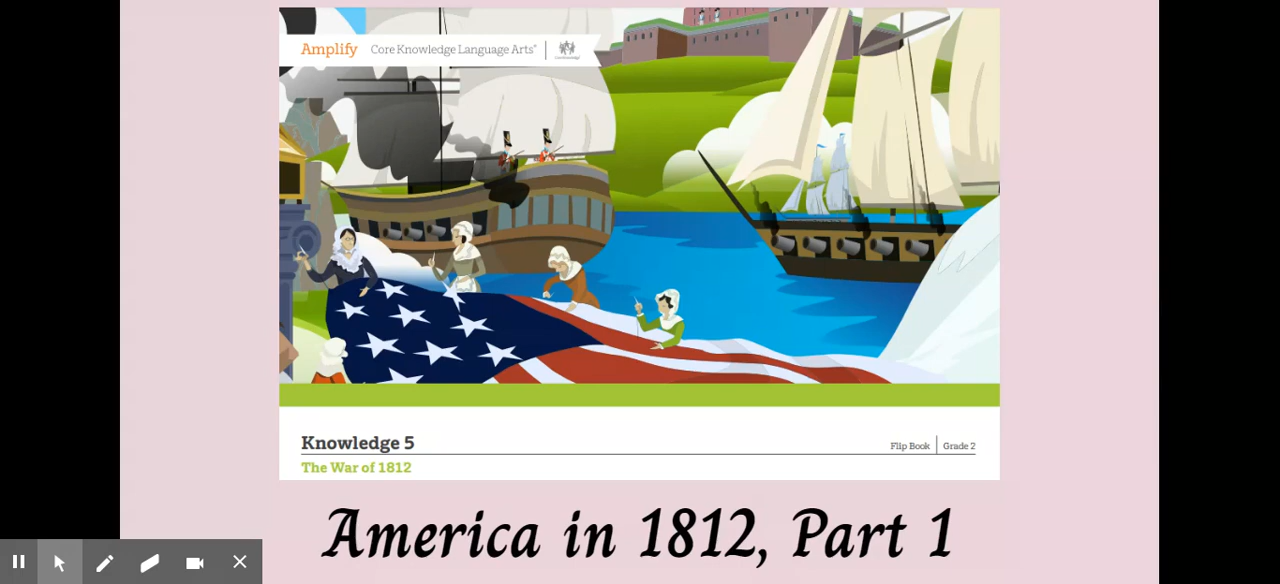 Amplify Core Knowledge Language Arts®
Knowledge 5
Flip Book Grade 2
The War of 1812
America in 1812, Part 1